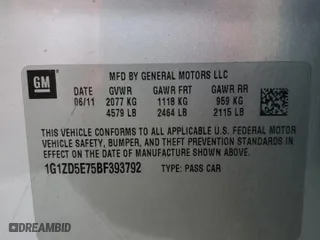 GM
MFD BY GENERAL MOTORS LLC
DATE GVWR GAWR FRT GAWR RR
06/11 2077 KG 1118 KG 959 KG
4579 LB 2464 LB 2115 LB
THIS VEHICLE CONFORMS TO ALL APPLICABLE U.S. FEDERAL MOTOR
VEHICLE SAFETY, BUMPER, AND THEFT PREVENTION STANDARDS IN
EFFECT ON THE DATE OF MANUFACTURE SHOWN ABOVE.
1G1ZD5E75BF393792 TYPE: PASS CAR
DREAMBID